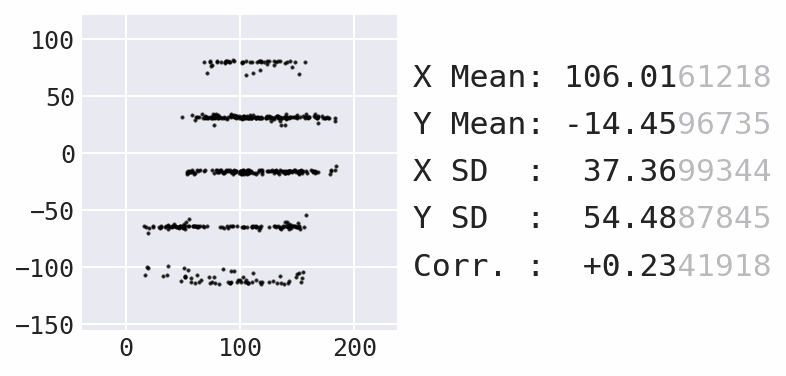 100
50
0
−50
−100
−150
0 100 200
X Mean: 106.0161218
Y Mean: -14.4596735
X SD  :  37.3699344
Y SD  :  54.4887845
Corr. :  +0.2341918